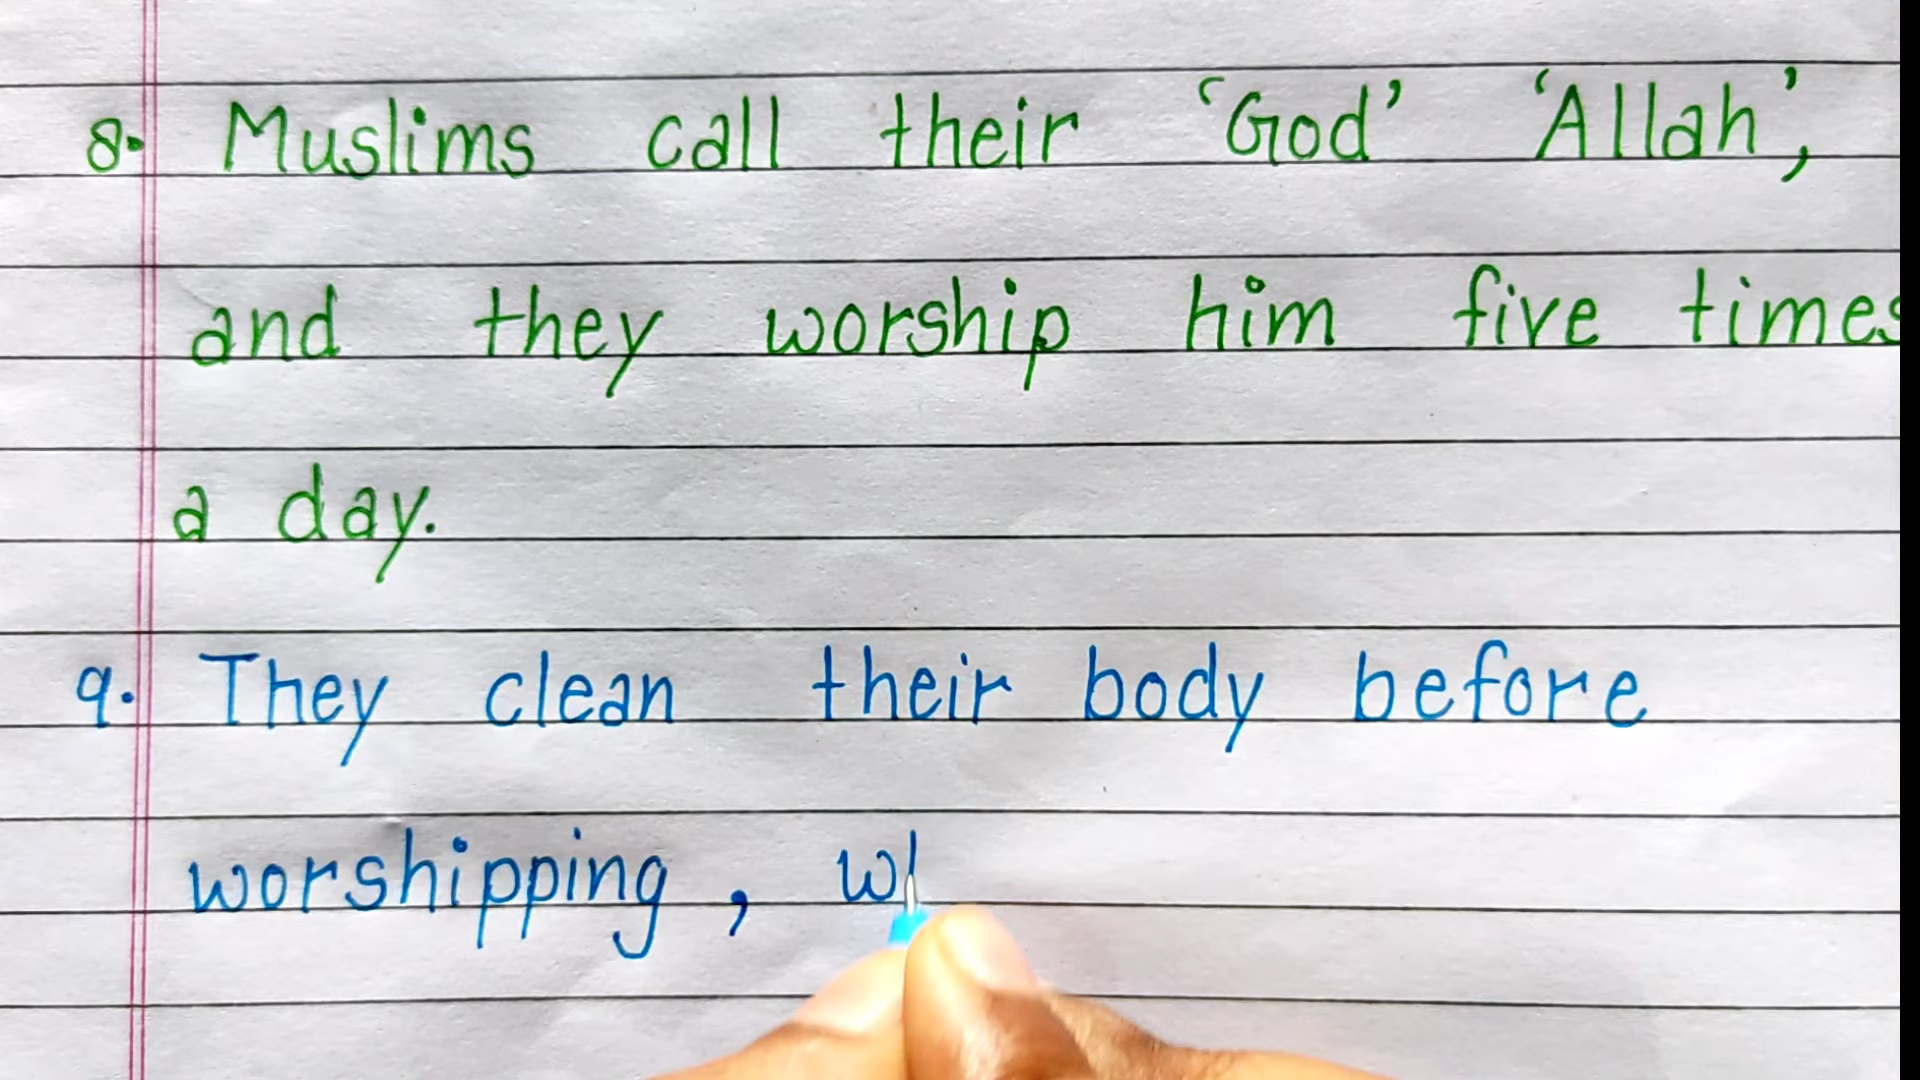 8. Muslims call their 'God' 'Allah',
and they worship him five times
a day.
9. They clean their body before
worshipping,